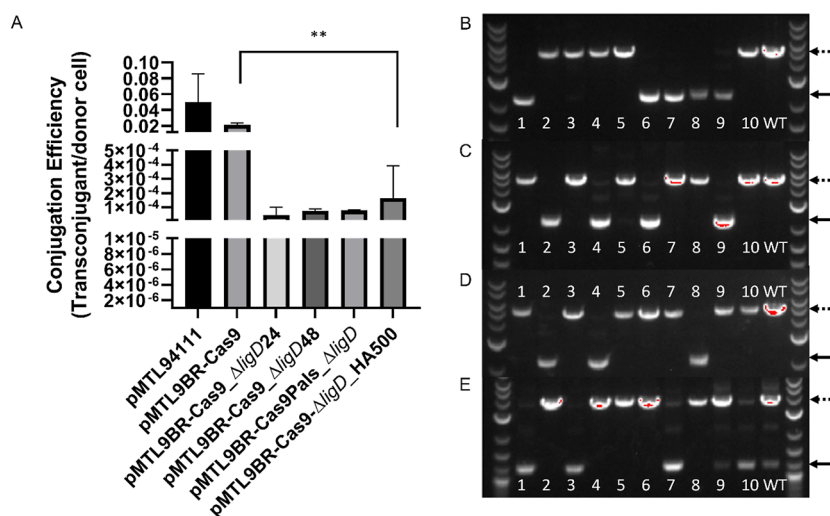 A
**
Conjugation Efficiency
(Transconjugant/donor cell)
0.10
0.08
0.06
0.04
0.02
5×10⁻⁴
4×10⁻⁴
3×10⁻⁴
2×10⁻⁴
1×10⁻⁴
1×10⁻⁵
8×10⁻⁶
6×10⁻⁶
4×10⁻⁶
2×10⁻⁶
pMTL94111
pMTL9BR-Cas9
pMTL9BR-Cas9_ΔligD24
pMTL9BR-Cas9_ΔligD48
pMTL9BR-Cas9Pals_ΔligD
pMTL9BR-Cas9-ΔligD_HA500
B
1 2 3 4 5 6 7 8 9 10 WT
C
1 2 3 4 5 6 7 8 9 10 WT
D
1 2 3 4 5 6 7 8 9 10 WT
E
1 2 3 4 5 6 7 8 9 10 WT